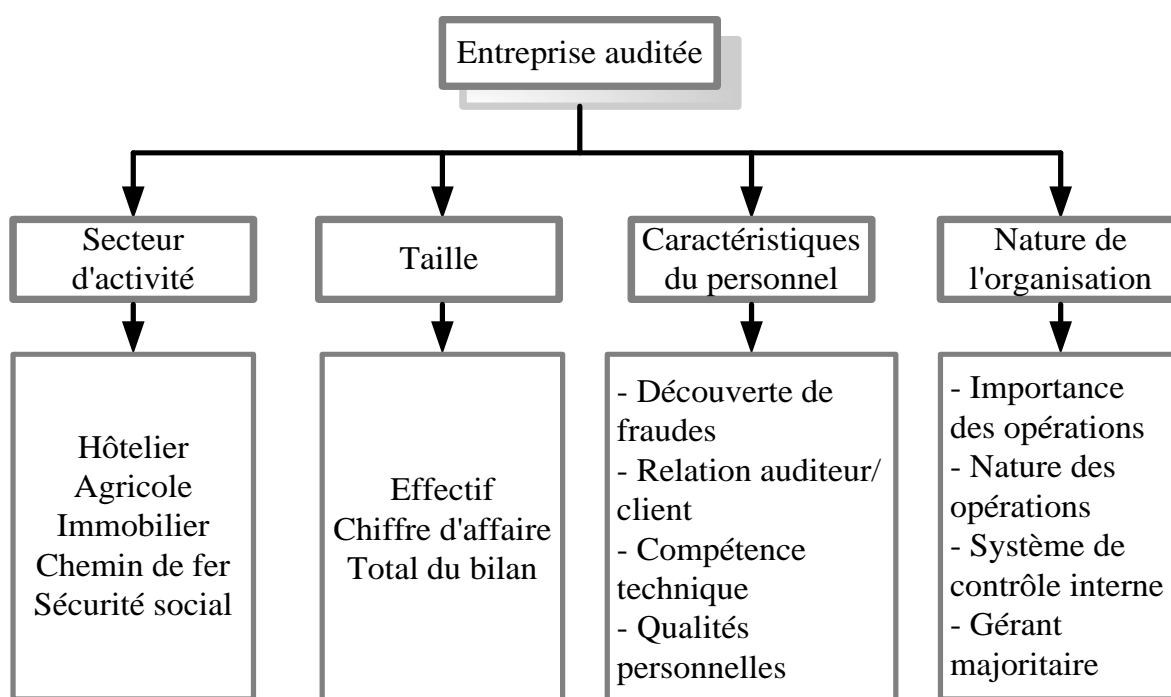 Entreprise auditée
Secteur
d'activité
Taille
Caractéristiques
du personnel
Nature de
l'organisation
Hôtelier
Agricole
Immobilier
Chemin de fer
Sécurité social
Effectif
Chiffre d'affaire
Total du bilan
- Découverte de
fraudes
- Relation auditeur/
client
- Compétence
technique
- Qualités
personnelles
- Importance
des opérations
- Nature des
opérations
- Système de
contrôle interne
- Gérant
majoritaire